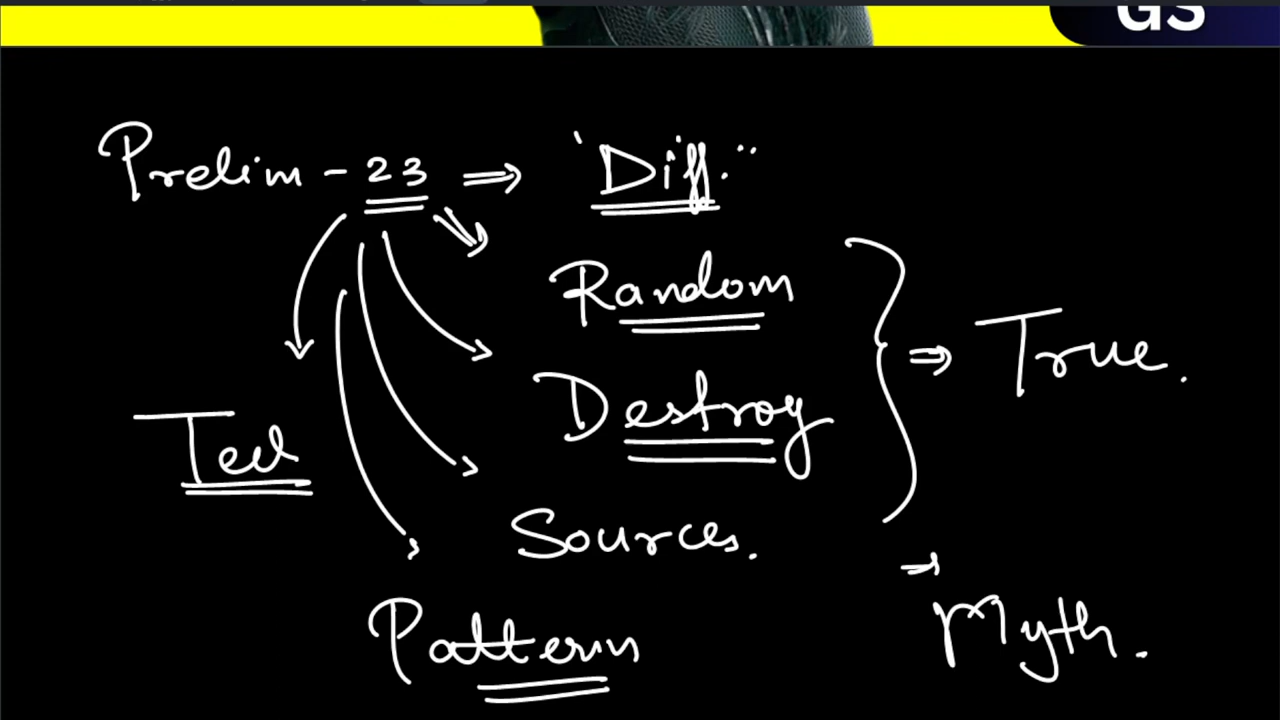 GS
Prelim - 23 ⇒ 'Diff.''
Random
Destroy
⇒ True.
Tech
Sources.
→ Myth.
Pattern